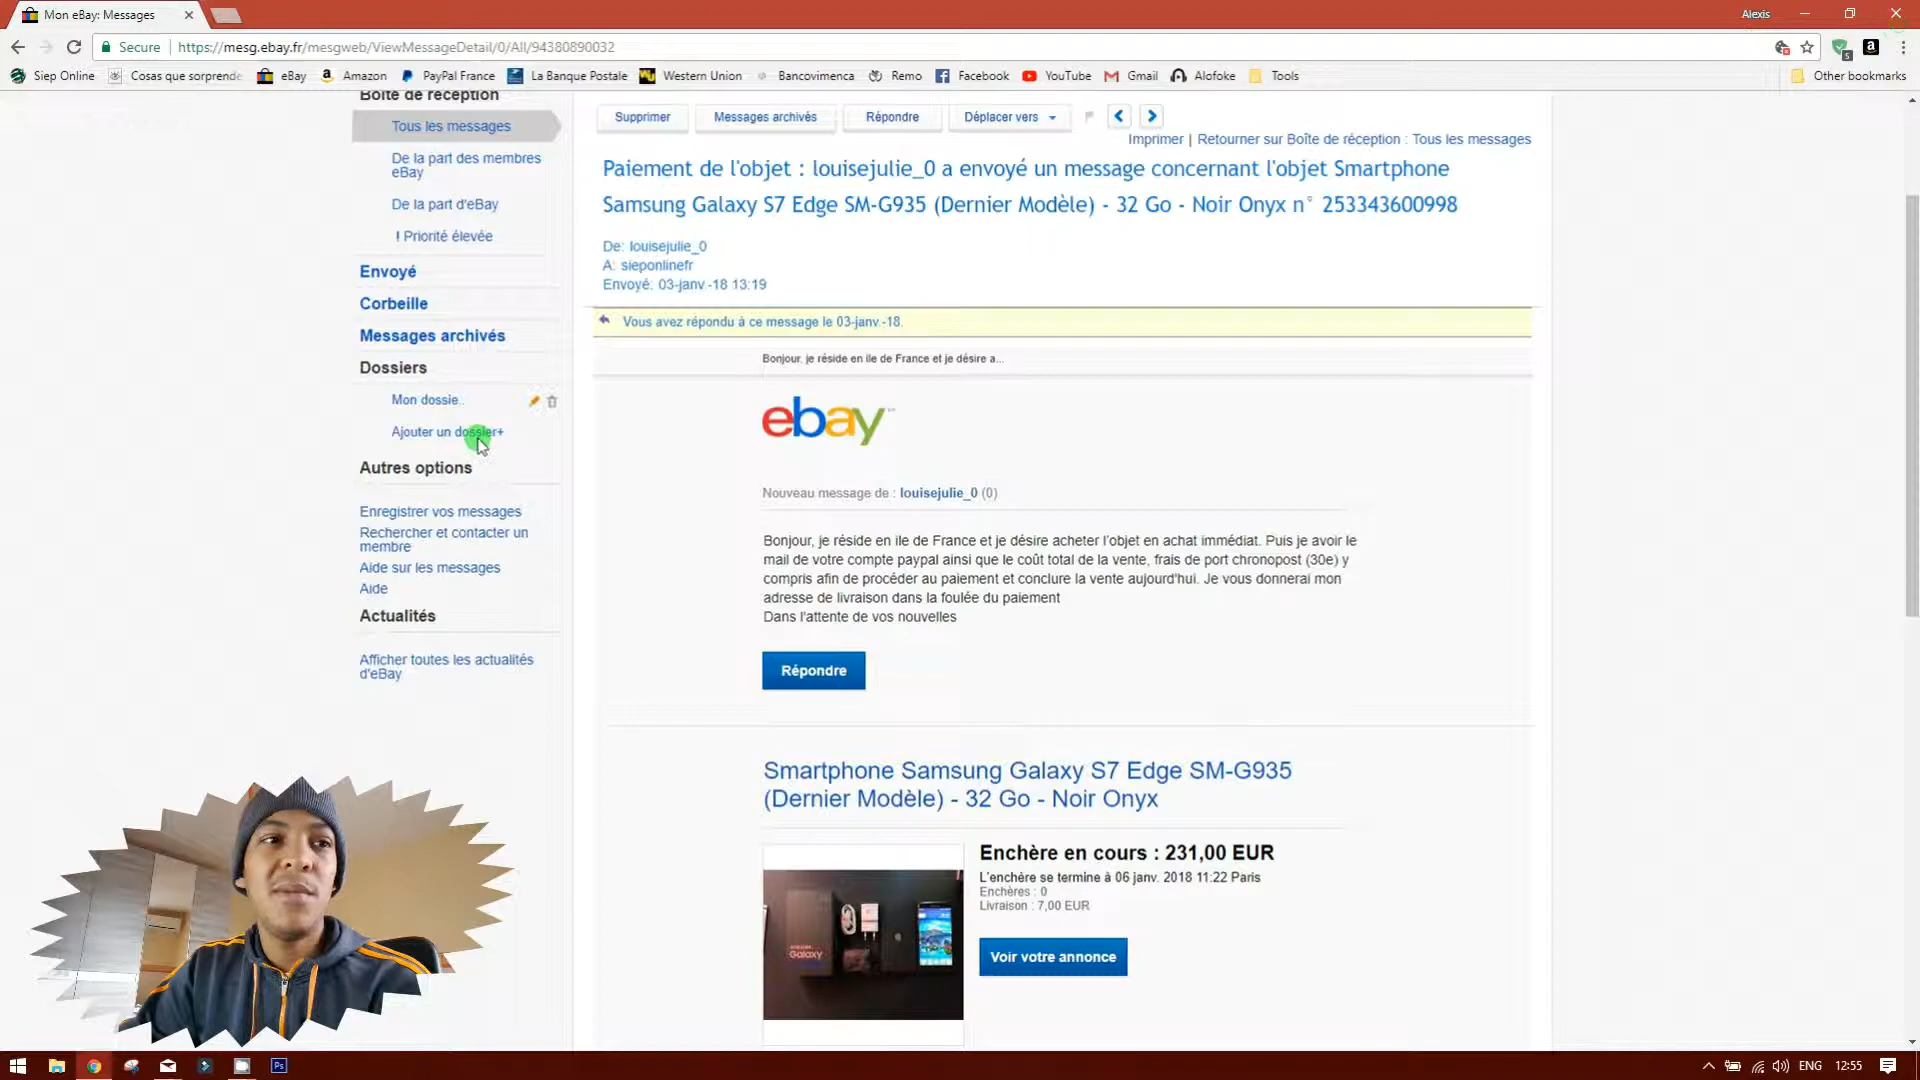 Mon eBay: Messages
Alexis
Secure
https://mesg.ebay.fr/mesgweb/ViewMessageDetail/0/All/94380890032
Siep Online
Cosas que sorprende
eBay
Amazon
PayPal France
La Banque Postale
Western Union
Bancovimenca
Remo
Facebook
YouTube
Gmail
Alofoke
Tools
Other bookmarks
Boîte de réception
Tous les messages
De la part des membres
eBay
De la part d'eBay
! Priorité élevée
Envoyé
Corbeille
Messages archivés
Dossiers
Mon dossie..
Ajouter un dossier+
Autres options
Enregistrer vos messages
Rechercher et contacter un
membre
Aide sur les messages
Aide
Actualités
Afficher toutes les actualités
d'eBay
Supprimer
Messages archivés
Répondre
Déplacer vers
Imprimer | Retourner sur Boîte de réception : Tous les messages
Paiement de l'objet : louisejulie_0 a envoyé un message concernant l'objet Smartphone
Samsung Galaxy S7 Edge SM-G935 (Dernier Modèle) - 32 Go - Noir Onyx n° 253343600998
De: louisejulie_0
A: sieponlinefr
Envoyé: 03-janv.-18 13:19
Vous avez répondu à ce message le 03-janv.-18.
Bonjour, je réside en ile de France et je désire a...
ebay
Nouveau message de : louisejulie_0 (0)
Bonjour, je réside en ile de France et je désire acheter l'objet en achat immédiat. Puis je avoir le
mail de votre compte paypal ainsi que le coût total de la vente, frais de port chronopost (30e) y
compris afin de procéder au paiement et conclure la vente aujourd'hui. Je vous donnerai mon
adresse de livraison dans la foulée du paiement
Dans l'attente de vos nouvelles
Répondre
Smartphone Samsung Galaxy S7 Edge SM-G935
(Dernier Modèle) - 32 Go - Noir Onyx
Enchère en cours : 231,00 EUR
L'enchère se termine à 06 janv. 2018 11:22 Paris
Enchères : 0
Livraison : 7,00 EUR
Voir votre annonce
Galaxy
Ps
ENG
12:55